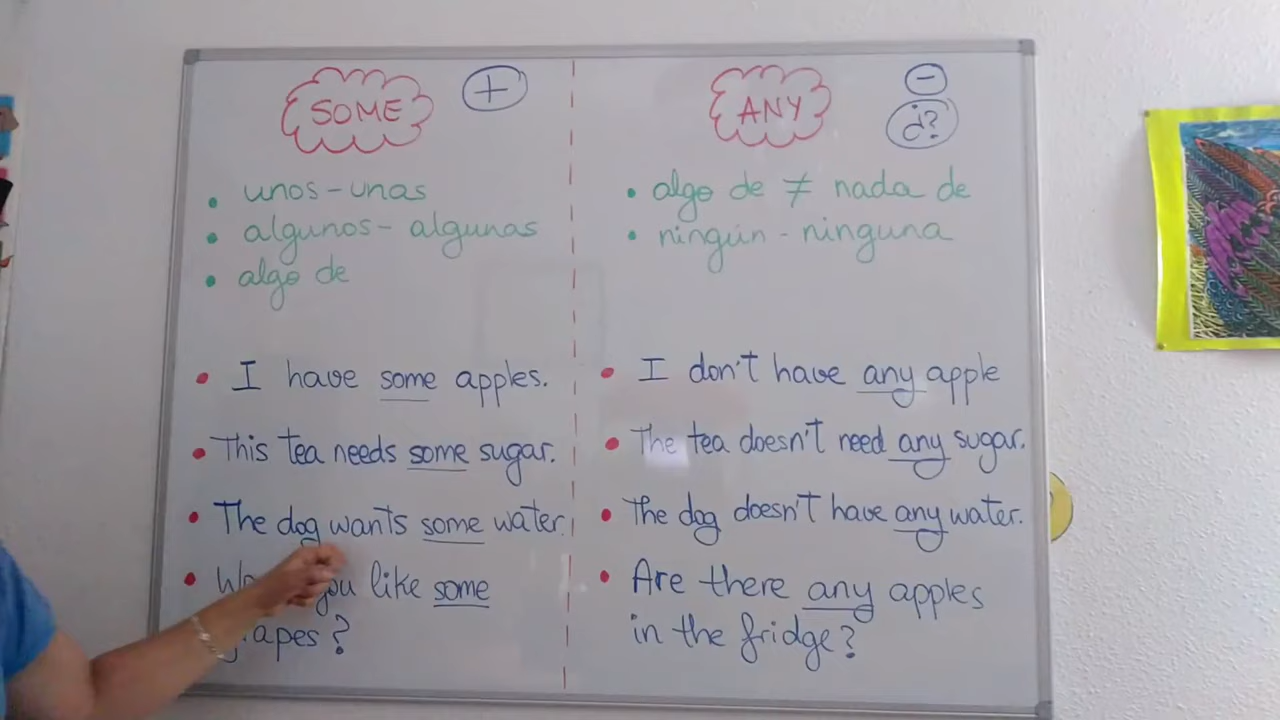 SOME
+
• unos-unas
• algunos-algunas
• algo de
• I have some apples.
• This tea needs some sugar.
• The dog wants some water.
you like some
apes?
ANY
-
¿?
• algo de ≠ nada de
• ningún-ninguna
• I don't have any apple
• The tea doesn't need any sugar.
• The dog doesn't have any water.
• Are there any apples
in the fridge?